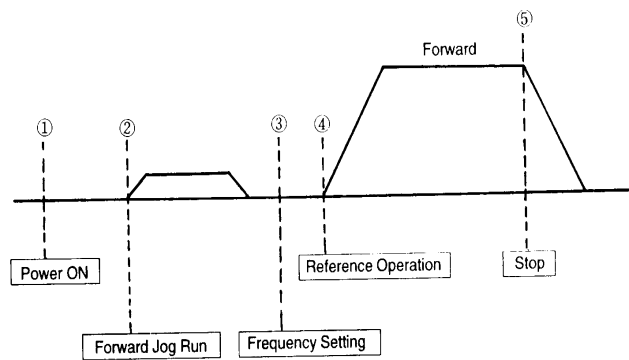 ⑤
Forward
① ② ③ ④
Reference Operation
Stop
Power ON
Forward Jog Run
Frequency Setting